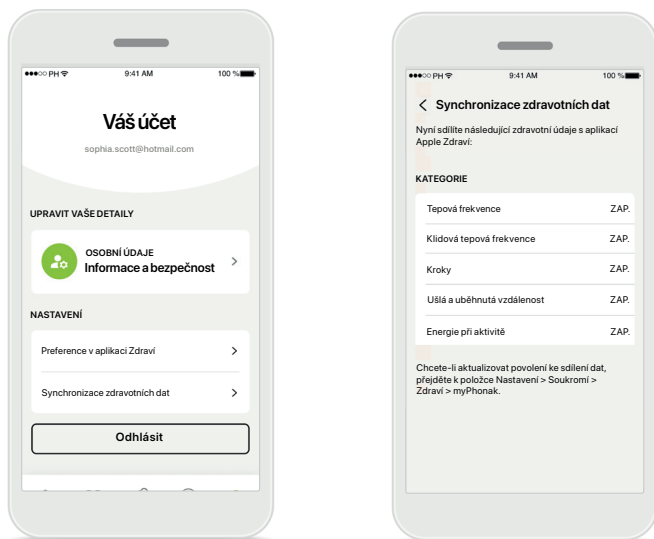 PH 9:41 AM 100 %
Váš účet
sophia.scott@hotmail.com
UPRAVIT VAŠE DETAILY
OSOBNÍ ÚDAJE
Informace a bezpečnost
NASTAVENÍ
Preference v aplikaci Zdraví
Synchronizace zdravotních dat
Odhlásit
PH 9:41 AM 100 %
Synchronizace zdravotních dat
Nyní sdílíte následující zdravotní údaje s aplikací
Apple Zdraví:
KATEGORIE
Tepová frekvence ZAP.
Klidová tepová frekvence ZAP.
Kroky ZAP.
Ušlá a uběhnutá vzdálenost ZAP.
Energie při aktivitě ZAP.
Chcete-li aktualizovat povolení ke sdílení dat,
přejděte k položce Nastavení > Soukromí >
Zdraví > myPhonak.